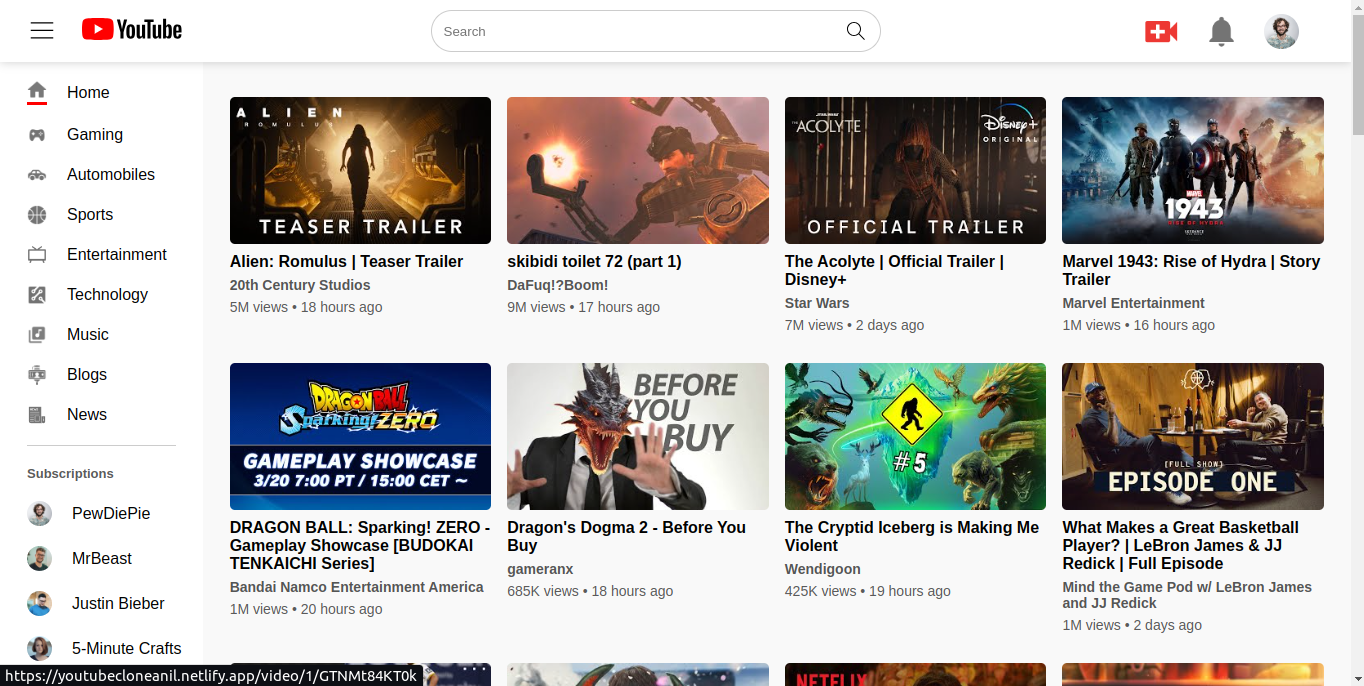 YouTube
Search
Home
Gaming
Automobiles
Sports
Entertainment
Technology
Music
Blogs
News
Subscriptions
PewDiePie
MrBeast
Justin Bieber
5-Minute Crafts
ALIEN
ROMULUS
TEASER TRAILER
Alien: Romulus | Teaser Trailer
20th Century Studios
5M views • 18 hours ago
skibidi toilet 72 (part 1)
DaFuq!?Boom!
9M views • 17 hours ago
STAR WARS
THE ACOLYTE
Disney+
ORIGINAL
OFFICIAL TRAILER
The Acolyte | Official Trailer |
Disney+
Star Wars
7M views • 2 days ago
MARVEL
1943
RISE OF HYDRA
SKYDANCE
Marvel 1943: Rise of Hydra | Story
Trailer
Marvel Entertainment
1M views • 16 hours ago
DRAGON BALL
Sparking! ZERO
GAMEPLAY SHOWCASE
3/20 7:00 PT / 15:00 CET ~
DRAGON BALL: Sparking! ZERO -
Gameplay Showcase [BUDOKAI
TENKAICHI Series]
Bandai Namco Entertainment America
1M views • 20 hours ago
BEFORE
YOU
BUY
Dragon's Dogma 2 - Before You
Buy
gameranx
685K views • 18 hours ago
#5
The Cryptid Iceberg is Making Me
Violent
Wendigoon
425K views • 19 hours ago
[FULL SHOW]
EPISODE ONE
What Makes a Great Basketball
Player? | LeBron James & JJ
Redick | Full Episode
Mind the Game Pod w/ LeBron James
and JJ Redick
1M views • 2 days ago
NETFLIX
https://youtubecloneanil.netlify.app/video/1/GTNMt84KT0k